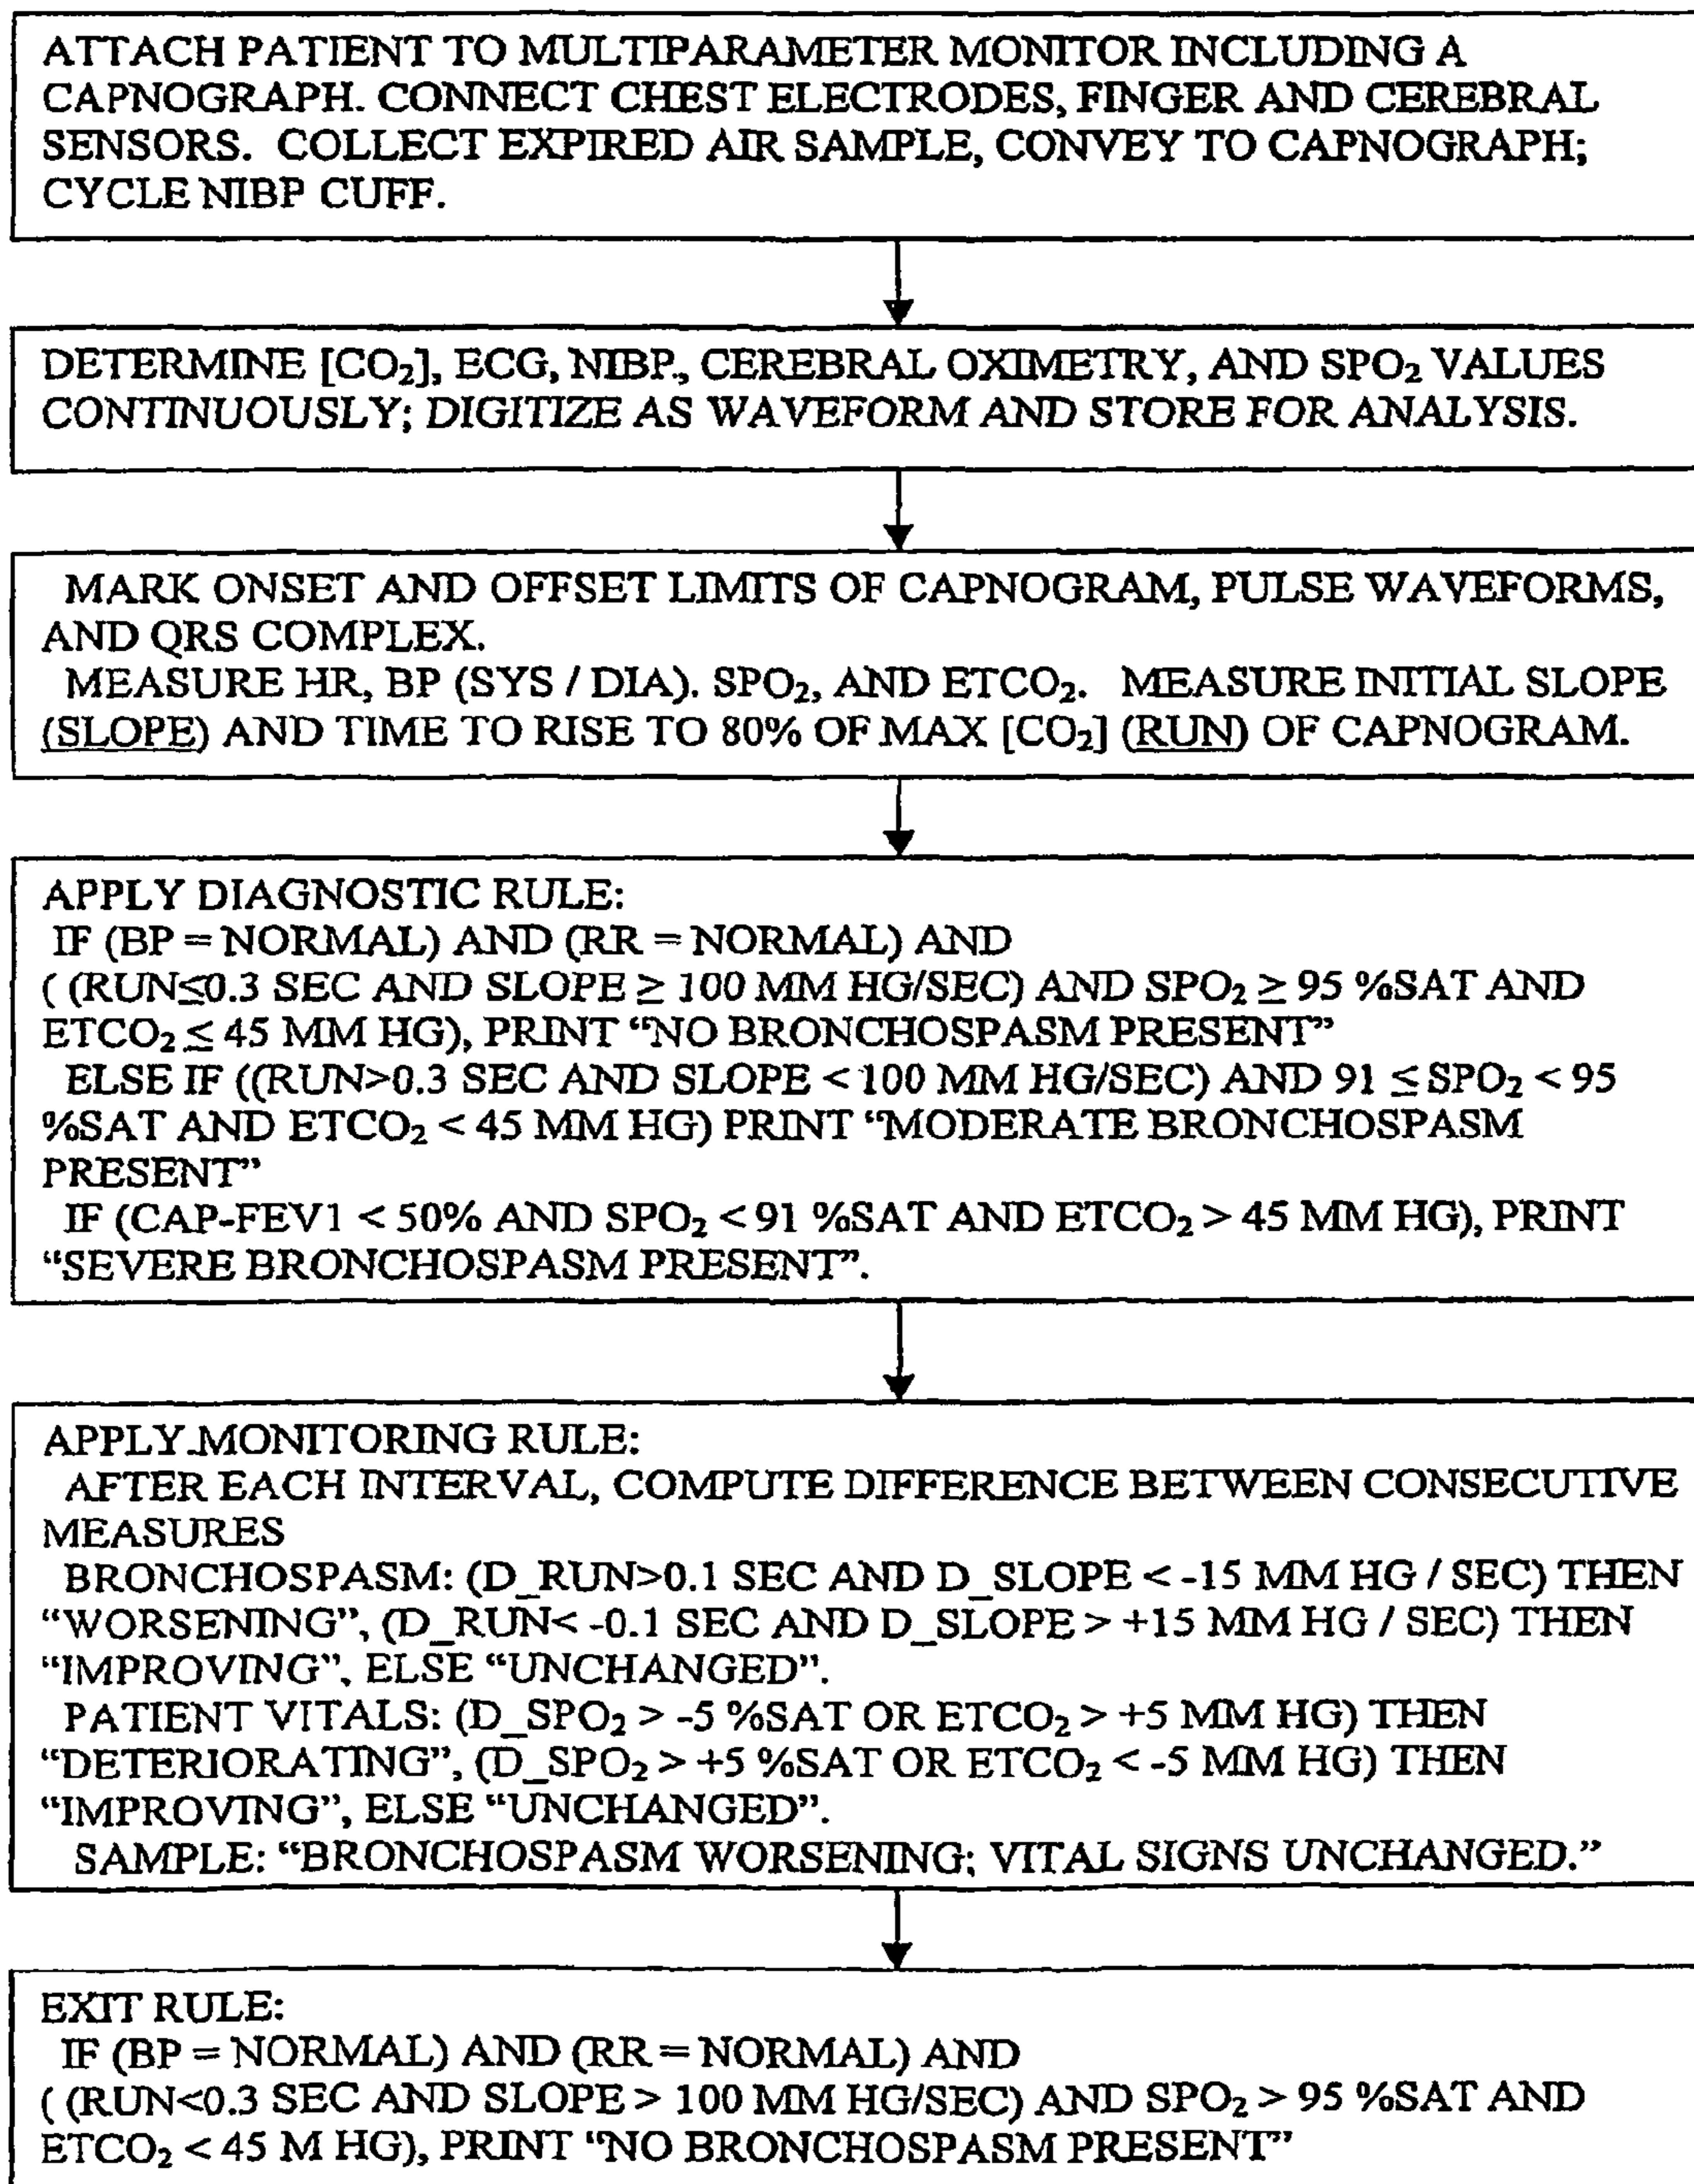 ATTACH PATIENT TO MULTIPARAMETER MONITOR INCLUDING A
CAPNOGRAPH. CONNECT CHEST ELECTRODES, FINGER AND CEREBRAL
SENSORS. COLLECT EXPIRED AIR SAMPLE, CONVEY TO CAPNOGRAPH;
CYCLE NIBP CUFF.
DETERMINE [CO₂], ECG, NIBP., CEREBRAL OXIMETRY, AND SPO₂ VALUES
CONTINUOUSLY; DIGITIZE AS WAVEFORM AND STORE FOR ANALYSIS.
MARK ONSET AND OFFSET LIMITS OF CAPNOGRAM, PULSE WAVEFORMS,
AND QRS COMPLEX.
MEASURE HR, BP (SYS / DIA). SPO₂, AND ETCO₂. MEASURE INITIAL SLOPE
(SLOPE) AND TIME TO RISE TO 80% OF MAX [CO₂] (RUN) OF CAPNOGRAM.
APPLY DIAGNOSTIC RULE:
IF (BP = NORMAL) AND (RR = NORMAL) AND
( (RUN≤0.3 SEC AND SLOPE ≥ 100 MM HG/SEC) AND SPO₂ ≥ 95 %SAT AND
ETCO₂ ≤ 45 MM HG), PRINT “NO BRONCHOSPASM PRESENT”
ELSE IF ((RUN>0.3 SEC AND SLOPE < 100 MM HG/SEC) AND 91 ≤ SPO₂ < 95
%SAT AND ETCO₂ < 45 MM HG) PRINT “MODERATE BRONCHOSPASM
PRESENT”
IF (CAP-FEV1 < 50% AND SPO₂ < 91 %SAT AND ETCO₂ > 45 MM HG), PRINT
“SEVERE BRONCHOSPASM PRESENT”.
APPLY.MONITORING RULE:
AFTER EACH INTERVAL, COMPUTE DIFFERENCE BETWEEN CONSECUTIVE
MEASURES
BRONCHOSPASM: (D_RUN>0.1 SEC AND D_SLOPE < -15 MM HG / SEC) THEN
“WORSENING”, (D_RUN< -0.1 SEC AND D_SLOPE > +15 MM HG / SEC) THEN
“IMPROVING”, ELSE “UNCHANGED”.
PATIENT VITALS: (D_SPO₂ > -5 %SAT OR ETCO₂ > +5 MM HG) THEN
“DETERIORATING”, (D_SPO₂ > +5 %SAT OR ETCO₂ < -5 MM HG) THEN
“IMPROVING”, ELSE “UNCHANGED”.
SAMPLE: “BRONCHOSPASM WORSENING; VITAL SIGNS UNCHANGED.”
EXIT RULE:
IF (BP = NORMAL) AND (RR = NORMAL) AND
( (RUN<0.3 SEC AND SLOPE > 100 MM HG/SEC) AND SPO₂ > 95 %SAT AND
ETCO₂ < 45 M HG), PRINT “NO BRONCHOSPASM PRESENT”